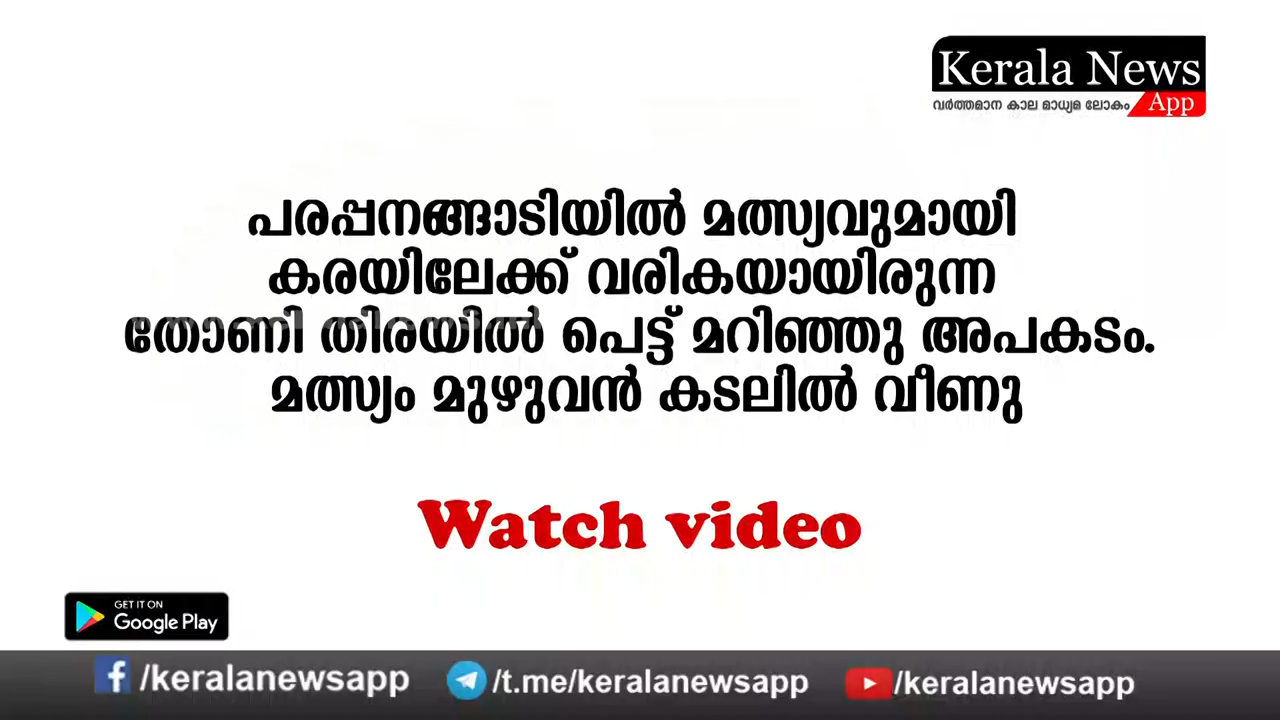 Kerala News
വർത്തമാന കാല മാധ്യമ ലോകം App
പരപ്പനങ്ങാടിയിൽ മത്സ്യവുമായി
കരയിലേക്ക് വരികയായിരുന്ന
തോണി തിരയിൽ പെട്ട് മറിഞ്ഞു അപകടം.
മത്സ്യം മുഴുവൻ കടലിൽ വീണു
Watch video
GET IT ON
Google Play
/keralanewsapp /t.me/keralanewsapp /keralanewsapp